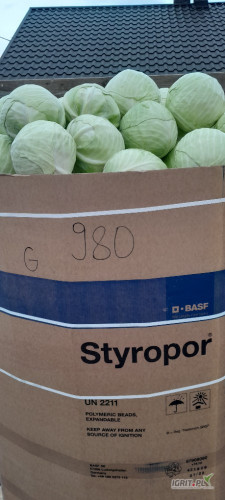 980
G
BASF
Styropor®
UN 2211
POLYMERIC BEADS,
EXPANDABLE
KEEP AWAY FROM ANY
SOURCE OF IGNITION
IGRIT.PL